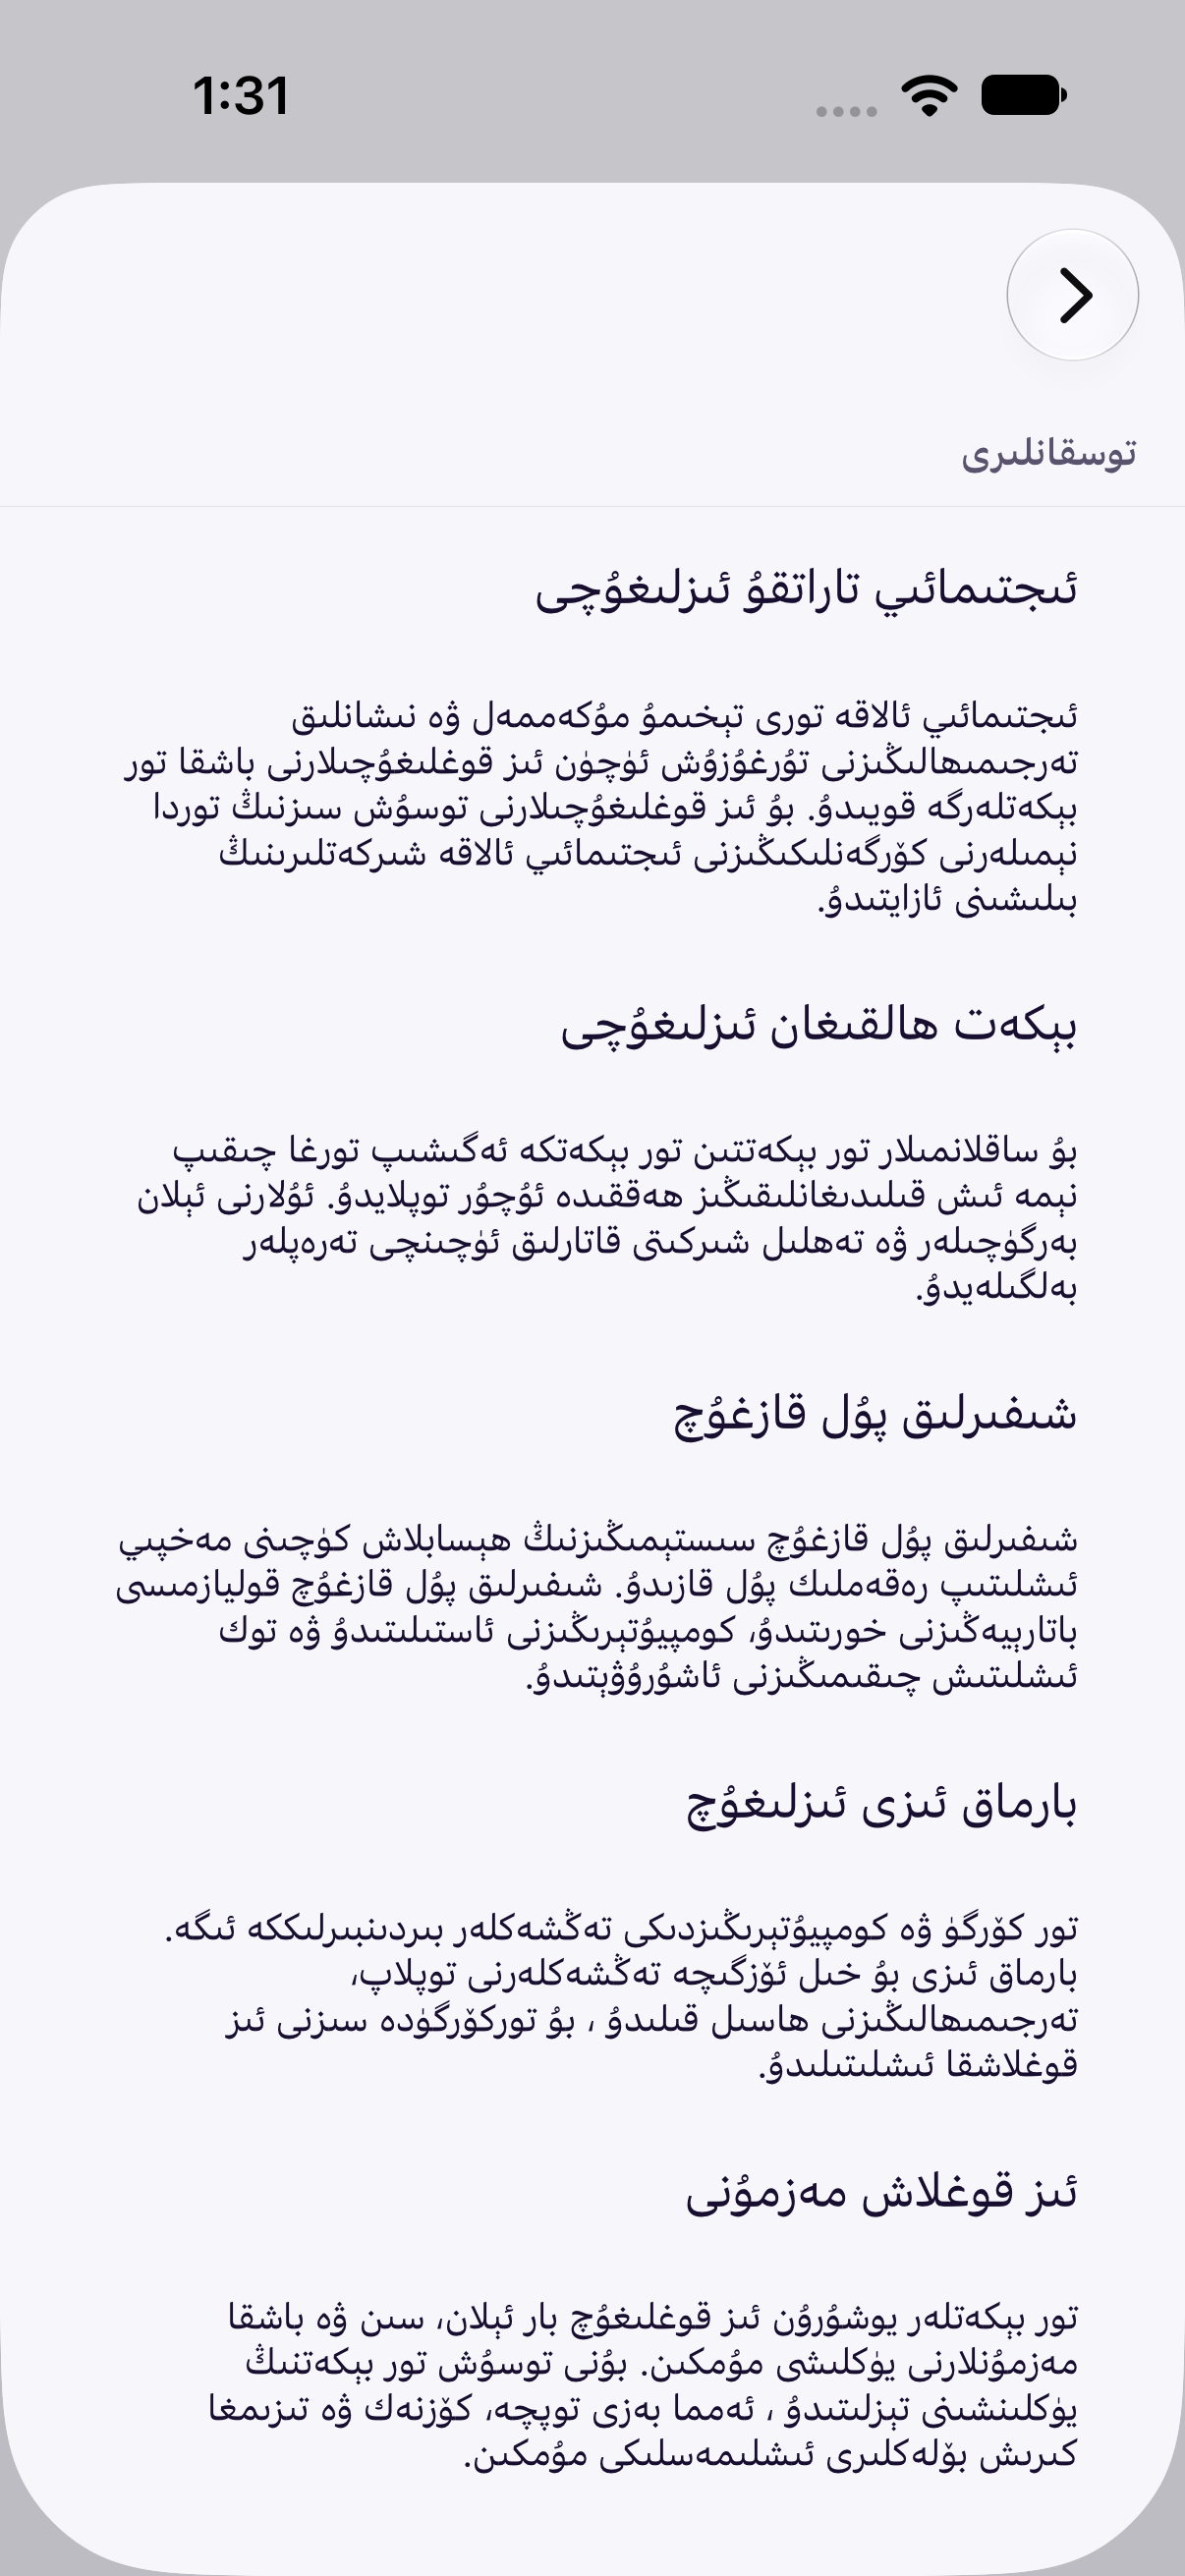 1:31
توسقانلىرى
ئىجتىمائىي تاراتقۇ ئىزلىغۇچى
ئىجتىمائىي ئالاقە تورى تېخىمۇ مۇكەممەل ۋە نىشانلىق
تەرجىمىھالىڭىزنى تۇرغۇزۇش ئۈچۈن ئىز قوغلىغۇچىلارنى باشقا تور
بېكەتلەرگە قويىدۇ. بۇ ئىز قوغلىغۇچىلارنى توسۇش سىزنىڭ توردا
نېمىلەرنى كۆرگەنلىكىڭىزنى ئىجتىمائىي ئالاقە شىركەتلىرىنىڭ
بىلىشىنى ئازايتىدۇ.
بېكەت ھالقىغان ئىزلىغۇچى
بۇ ساقلانمىلار تور بېكەتتىن تور بېكەتكە ئەگىشىپ تورغا چىقىپ
نېمە ئىش قىلىدىغانلىقىڭىز ھەققىدە ئۇچۇر توپلايدۇ. ئۇلارنى ئېلان
بەرگۈچىلەر ۋە تەھلىل شىركىتى قاتارلىق ئۈچىنچى تەرەپلەر
بەلگىلەيدۇ.
شىفىرلىق پۇل قازغۇچ
شىفىرلىق پۇل قازغۇچ سىستېمىڭىزنىڭ ھېسابلاش كۈچىنى مەخپىي
ئىشلىتىپ رەقەملىك پۇل قازىدۇ. شىفىرلىق پۇل قازغۇچ قوليازمىسى
باتارېيەڭىزنى خورىتىدۇ، كومپيۇتېرىڭىزنى ئاستىلىتىدۇ ۋە توك
ئىشلىتىش چىقىمىڭىزنى ئاشۇرۇۋېتىدۇ.
بارماق ئىزى ئىزلىغۇچ
تور كۆرگۈ ۋە كومپيۇتېرىڭىزدىكى تەڭشەكلەر بىردىنبىرلىككە ئىگە.
بارماق ئىزى بۇ خىل ئۆزگىچە تەڭشەكلەرنى توپلاپ،
تەرجىمىھالىڭىزنى ھاسىل قىلىدۇ ، بۇ توركۆرگۈدە سىزنى ئىز
قوغلاشقا ئىشلىتىلىدۇ.
ئىز قوغلاش مەزمۇنى
تور بېكەتلەر يوشۇرۇن ئىز قوغلىغۇچ بار ئېلان، سىن ۋە باشقا
مەزمۇنلارنى يۈكلىشى مۇمكىن. بۇنى توسۇش تور بېكەتنىڭ
يۈكلىنىشىنى تېزلىتىدۇ ، ئەمما بەزى توپچە، كۆزنەك ۋە تىزىمغا
كىرىش بۆلەكلىرى ئىشلىمەسلىكى مۇمكىن.